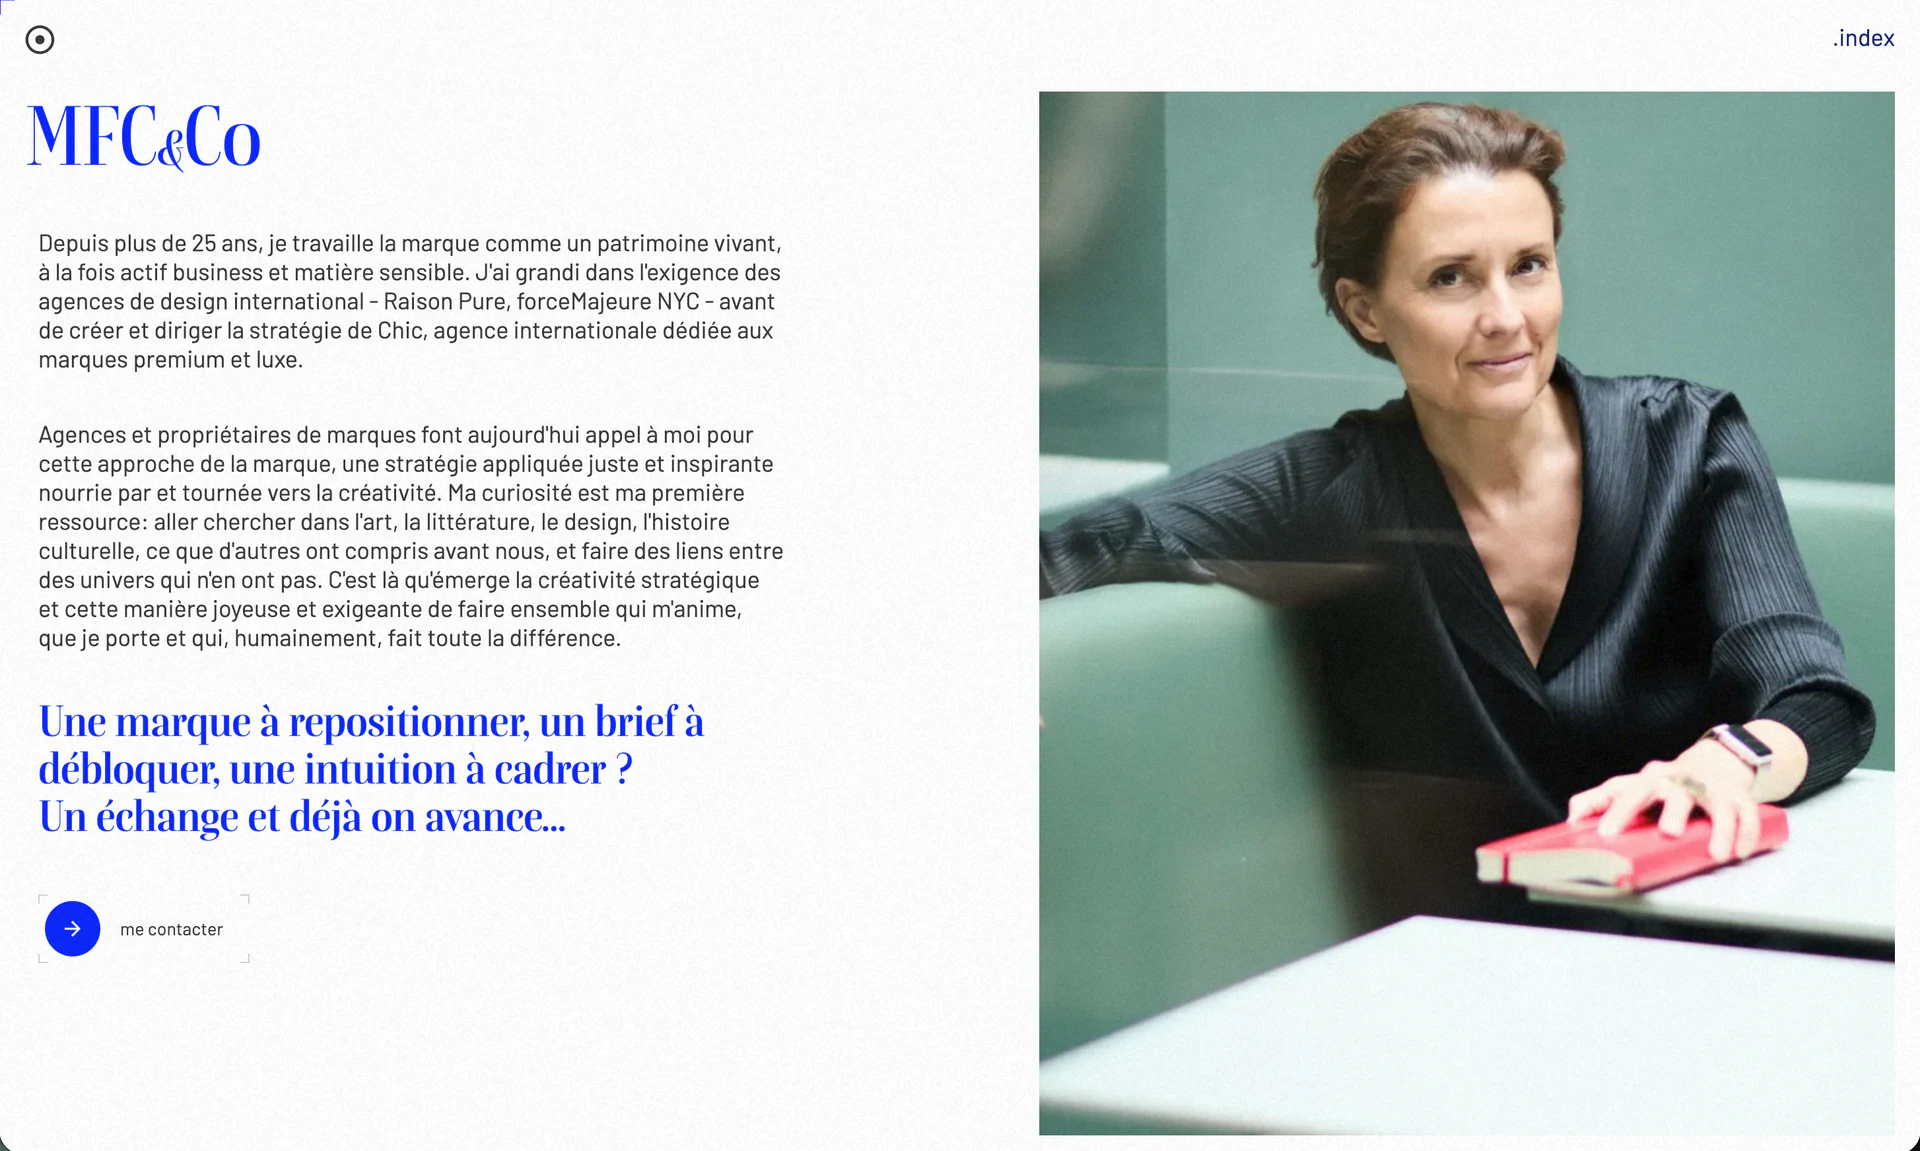 .index
MFC&Co
Depuis plus de 25 ans, je travaille la marque comme un patrimoine vivant,
à la fois actif business et matière sensible. J'ai grandi dans l'exigence des
agences de design international - Raison Pure, forceMajeure NYC - avant
de créer et diriger la stratégie de Chic, agence internationale dédiée aux
marques premium et luxe.
Agences et propriétaires de marques font aujourd'hui appel à moi pour
cette approche de la marque, une stratégie appliquée juste et inspirante
nourrie par et tournée vers la créativité. Ma curiosité est ma première
ressource: aller chercher dans l'art, la littérature, le design, l'histoire
culturelle, ce que d'autres ont compris avant nous, et faire des liens entre
des univers qui n'en ont pas. C'est là qu'émerge la créativité stratégique
et cette manière joyeuse et exigeante de faire ensemble qui m'anime,
que je porte et qui, humainement, fait toute la différence.
Une marque à repositionner, un brief à
débloquer, une intuition à cadrer ?
Un échange et déjà on avance...
me contacter